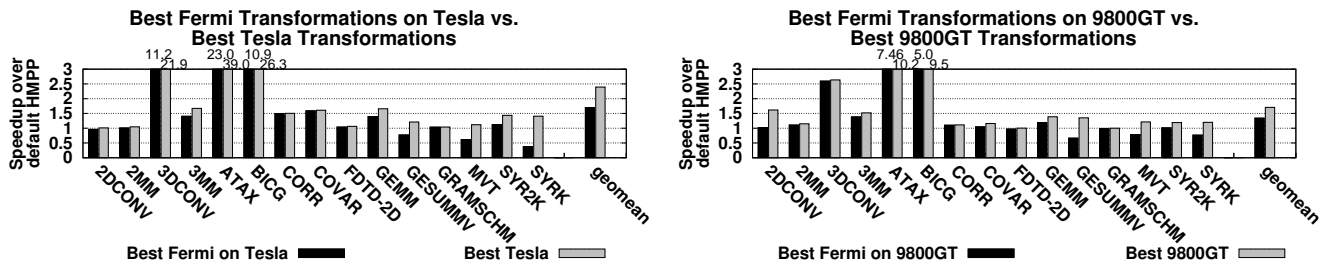 Best Fermi Transformations on Tesla vs.
Best Tesla Transformations
11.2
21.9
23.0
39.0
10.9
26.3
Speedup over
default HMPP
3
2.5
2
1.5
1
0.5
0
2DCONV
2MM
3DCONV
3MM
ATAX
BICG
CORR
COVAR
FDTD-2D
GEMM
GESUMMV
GRAMSCHM
MVT
SYR2K
SYRK
geomean
Best Fermi on Tesla
Best Tesla
Best Fermi Transformations on 9800GT vs.
Best 9800GT Transformations
7.46
10.2
5.0
9.5
Speedup over
default HMPP
3
2.5
2
1.5
1
0.5
0
2DCONV
2MM
3DCONV
3MM
ATAX
BICG
CORR
COVAR
FDTD-2D
GEMM
GESUMMV
GRAMSCHM
MVT
SYR2K
SYRK
geomean
Best Fermi on 9800GT
Best 9800GT